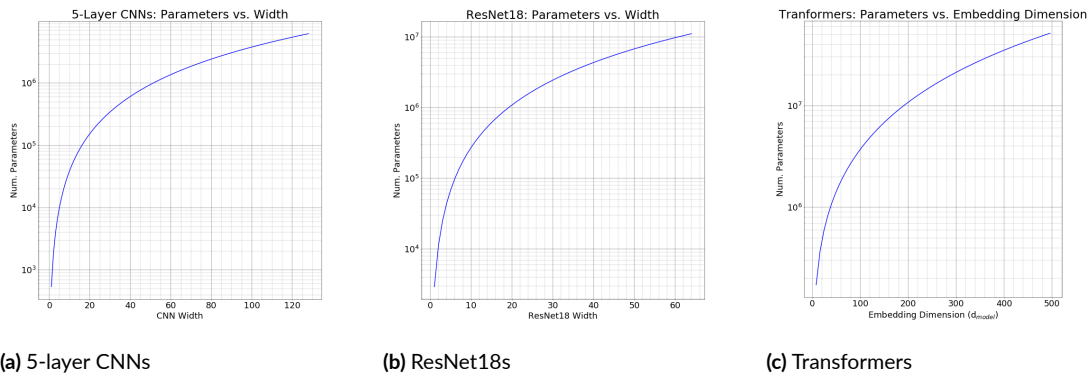 5-Layer CNNs: Parameters vs. Width
Num. Parameters
10^6
10^5
10^4
10^3
0 20 40 60 80 100 120
CNN Width
(a) 5-layer CNNs
ResNet18: Parameters vs. Width
Num. Parameters
10^7
10^6
10^5
10^4
0 10 20 30 40 50 60
ResNet18 Width
(b) ResNet18s
Tranformers: Parameters vs. Embedding Dimension
Num. Parameters
10^7
10^6
0 100 200 300 400 500
Embedding Dimension (d_model)
(c) Transformers